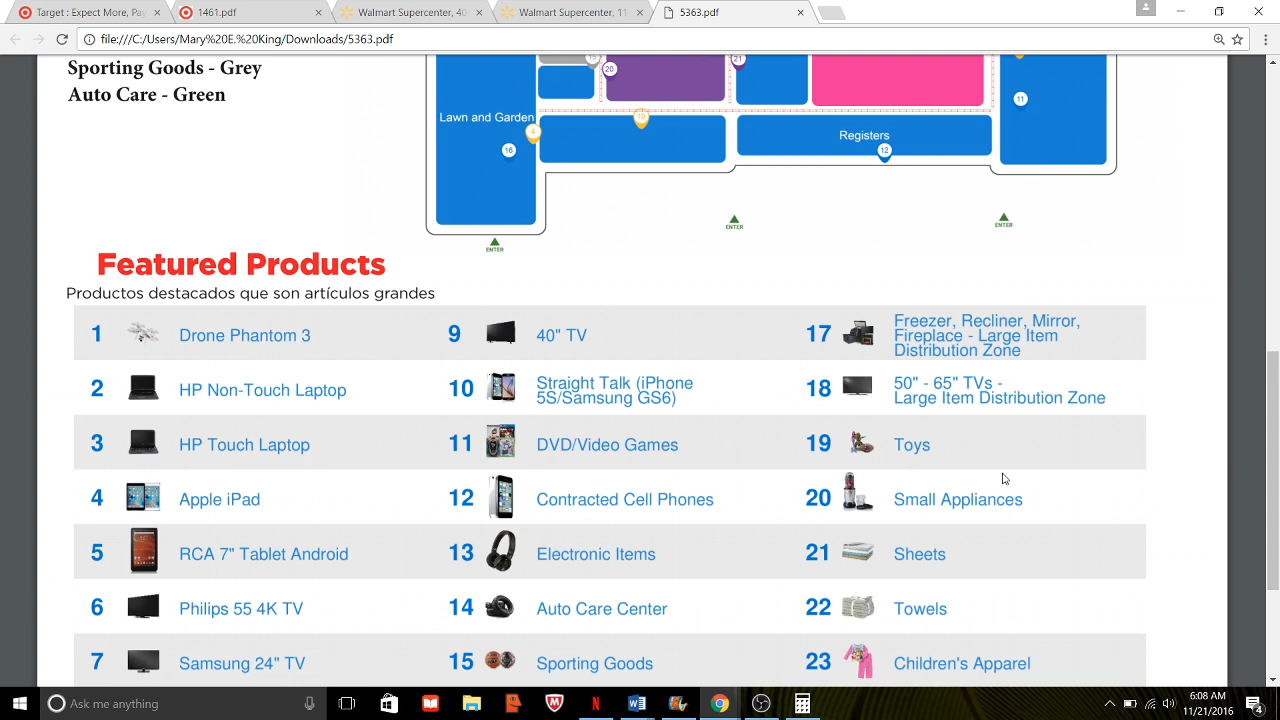 Target : Expect More, Pay
1461.pdf
Walmart Supercenter, 40
Walmart Supercenter, 11
5363.pdf
file:///C:/Users/Mary%20E.%20King/Downloads/5363.pdf
Sporting Goods - Grey
Auto Care - Green
20
21
11
Lawn and Garden
19
4
16
Registers
12
ENTER
ENTER
ENTER
Featured Products
Productos destacados que son artículos grandes
1 Drone Phantom 3
2 HP Non-Touch Laptop
3 HP Touch Laptop
4 Apple iPad
5 RCA 7" Tablet Android
6 Philips 55 4K TV
7 Samsung 24" TV
9 40" TV
10 Straight Talk (iPhone
5S/Samsung GS6)
11 DVD/Video Games
12 Contracted Cell Phones
13 Electronic Items
14 Auto Care Center
15 Sporting Goods
17 Freezer, Recliner, Mirror,
Fireplace - Large Item
Distribution Zone
18 50" - 65" TVs -
Large Item Distribution Zone
19 Toys
20 Small Appliances
21 Sheets
22 Towels
23 Children's Apparel
Ask me anything
6:08 AM
11/21/2016